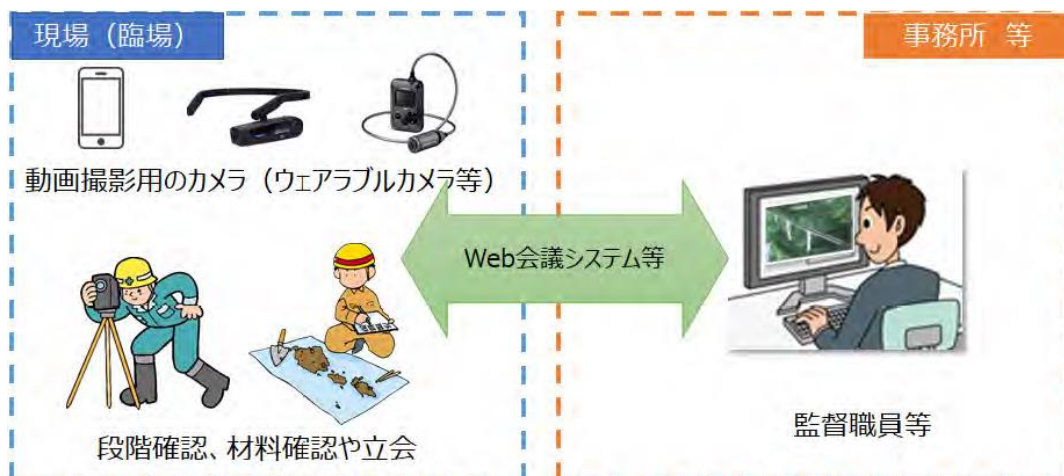 現場（臨場）
事務所 等
動画撮影用のカメラ（ウェアラブルカメラ等）
Web会議システム等
段階確認、材料確認や立会
監督職員等